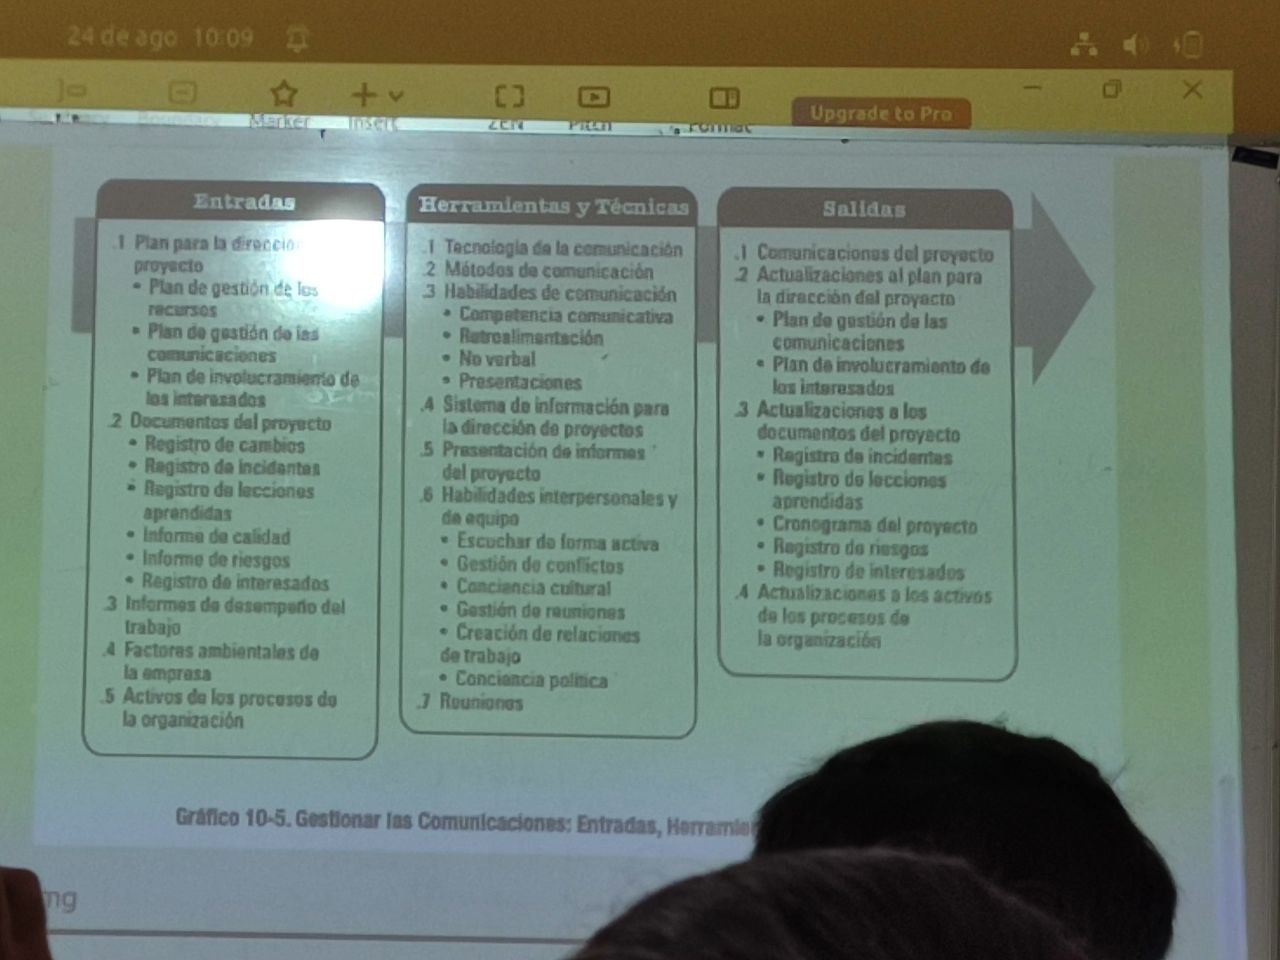 24 de ago 10:09
Marker
Insert
ZEN
Pitch
Format
Upgrade to Pro
Entradas
.1 Plan para la dirección
proyecto
• Plan de gestión de los
recursos
• Plan de gestión de las
comunicaciones
• Plan de involucramiento de
los interesados
.2 Documentos del proyecto
• Registro de cambios
• Registro de incidentes
• Registro de lecciones
aprendidas
• Informe de calidad
• Informe de riesgos
• Registro de interesados
.3 Informes de desempeño del
trabajo
.4 Factores ambientales de
la empresa
.5 Activos de los procesos de
la organización
Herramientas y Técnicas
.1 Tecnología de la comunicación
.2 Métodos de comunicación
.3 Habilidades de comunicación
• Competencia comunicativa
• Retroalimentación
• No verbal
• Presentaciones
.4 Sistema de información para
la dirección de proyectos
.5 Presentación de informes
del proyecto
.6 Habilidades interpersonales y
de equipo
• Escuchar de forma activa
• Gestión de conflictos
• Conciencia cultural
• Gestión de reuniones
• Creación de relaciones
de trabajo
• Conciencia política
.7 Reuniones
Salidas
.1 Comunicaciones del proyecto
.2 Actualizaciones al plan para
la dirección del proyecto
• Plan de gestión de las
comunicaciones
• Plan de involucramiento de
los interesados
.3 Actualizaciones a los
documentos del proyecto
• Registro de incidentes
• Registro de lecciones
aprendidas
• Cronograma del proyecto
• Registro de riesgos
• Registro de interesados
.4 Actualizaciones a los activos
de los procesos de
la organización
Gráfico 10-5. Gestionar las Comunicaciones: Entradas,